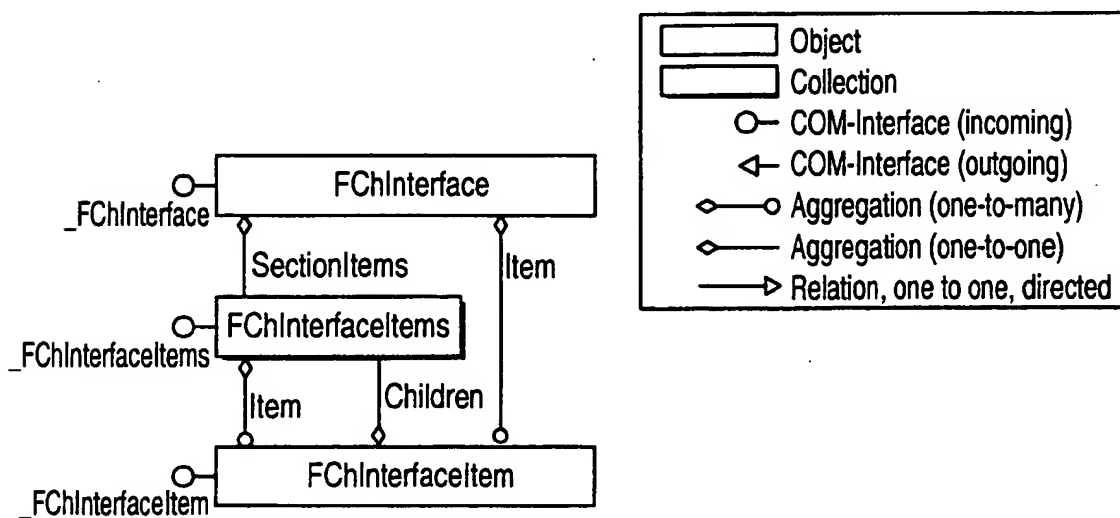 Object
Collection
COM-Interface (incoming)
COM-Interface (outgoing)
Aggregation (one-to-many)
Aggregation (one-to-one)
Relation, one to one, directed
FChInterface
_FChInterface
SectionItems
Item
FChInterfaceItems
_FChInterfaceItems
Item
Children
FChInterfaceItem
_FChInterfaceItem